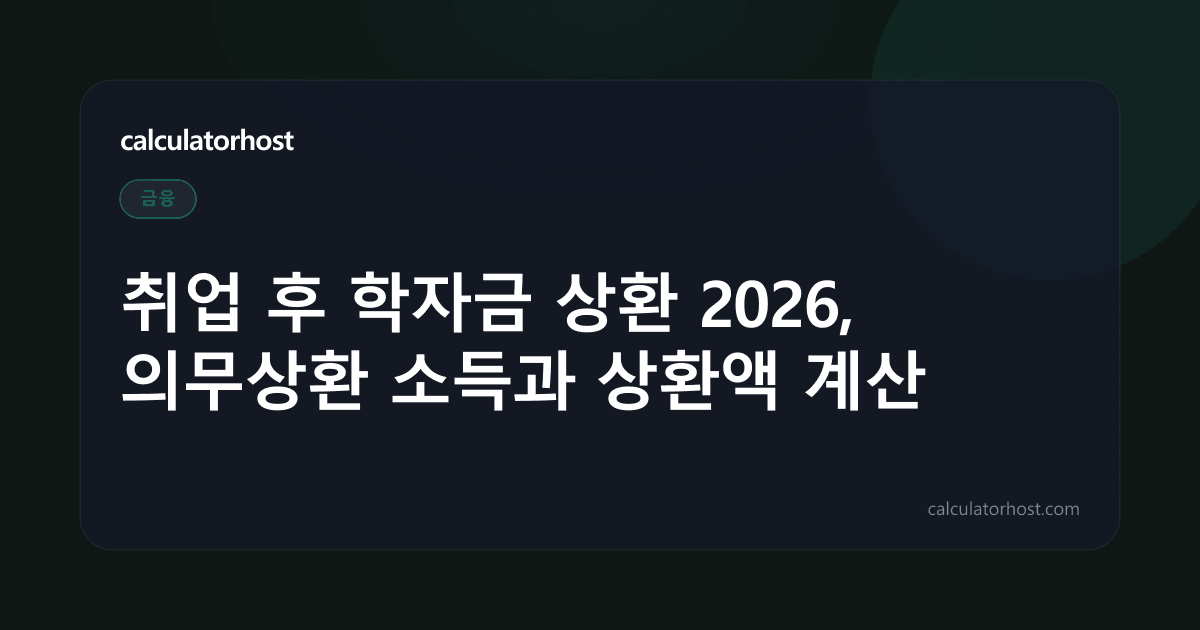 calculatorhost
금융
취업 후 학자금 상환 2026,
의무상환 소득과 상환액 계산
calculatorhost.com